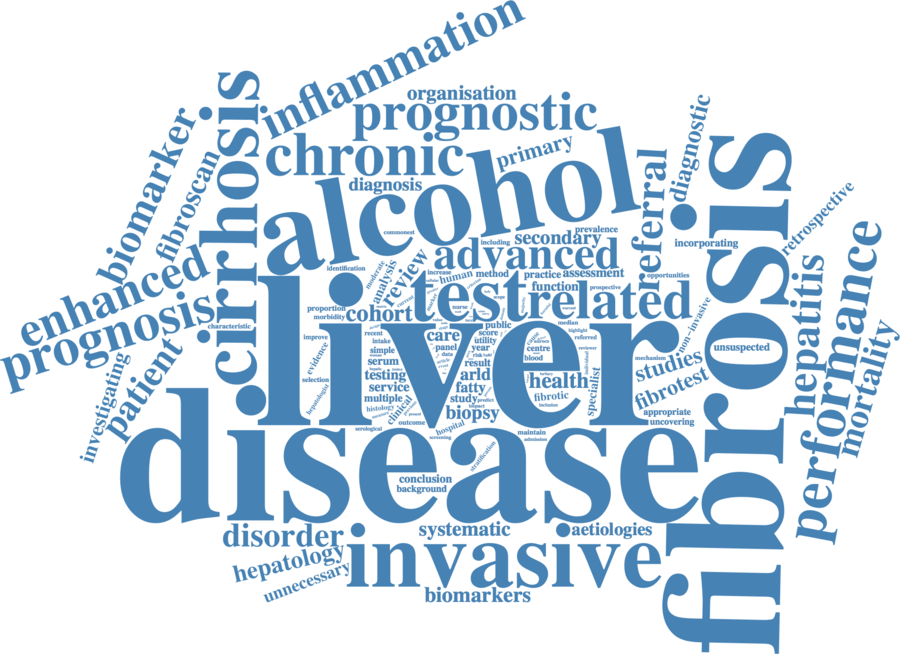 inflammation
organisation
prognostic
chronic
primary
diagnosis
alcohol
cirrhosis
biomarker
fibroscan
enhanced
prognosis
patient
investigating
characteristic
diagnostic
referral
fibrosis
retrospective
incorporating
performance
hepatitis
mortality
unsuspected
commonest
including
prevalence
secondary
advanced
identification
moderate
analysis
review
increase
human
method
practice
assessment
opportunities
function
prospective
current
test
related
proportion
morbidity
cohort
liver
non-invasive
nurse
public
median
highlight
recent
intake
care
score
utility
referred
improve
simple
panel
year
centre
reviewer
mechanism
evidence
serum
data
risk
blood
studies
result
testing
arld
health
fibrotest
selection
service
fatty
fibrotic
specialist
hepatologist
multiple
study
histology
clinical
biopsy
inclusion
appropriate
outcome
uncovering
serological
hospital
maintain
screening
admission
disease
stratification
conclusion
background
disorder
systematic
aetiologies
hepatology
invasive
unnecessary
biomarkers